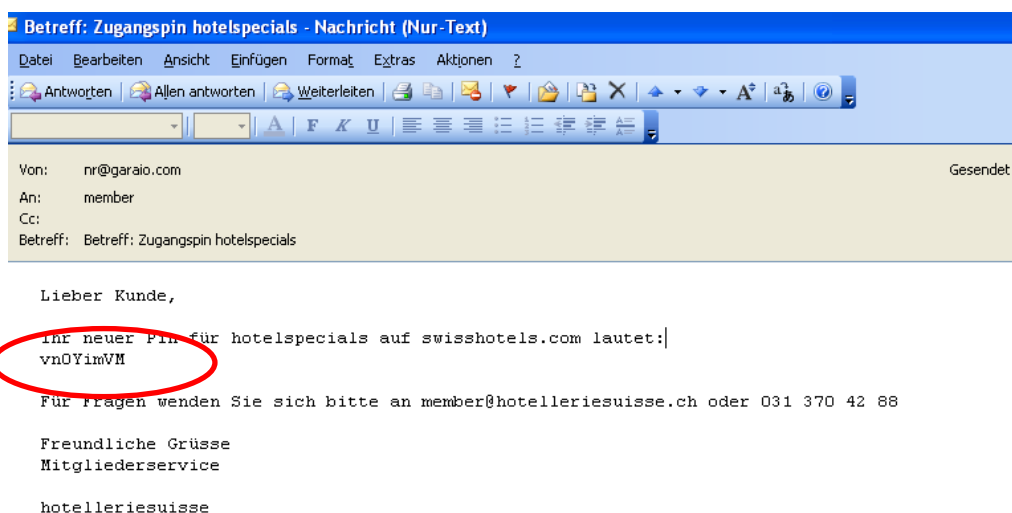 Betreff: Zugangspin hotelspecials - Nachricht (Nur-Text)
Datei Bearbeiten Ansicht Einfügen Format Extras Aktionen ?
Antworten Allen antworten Weiterleiten
A F K U
Von: nr@garaio.com Gesendet
An: member
Cc:
Betreff: Betreff: Zugangspin hotelspecials
Lieber Kunde,
Ihr neuer Pin für hotelspecials auf swisshotels.com lautet:
vnOYimVM
Für Fragen wenden Sie sich bitte an member@hotelleriesuisse.ch oder 031 370 42 88
Freundliche Grüsse
Mitgliederservice
hotelleriesuisse